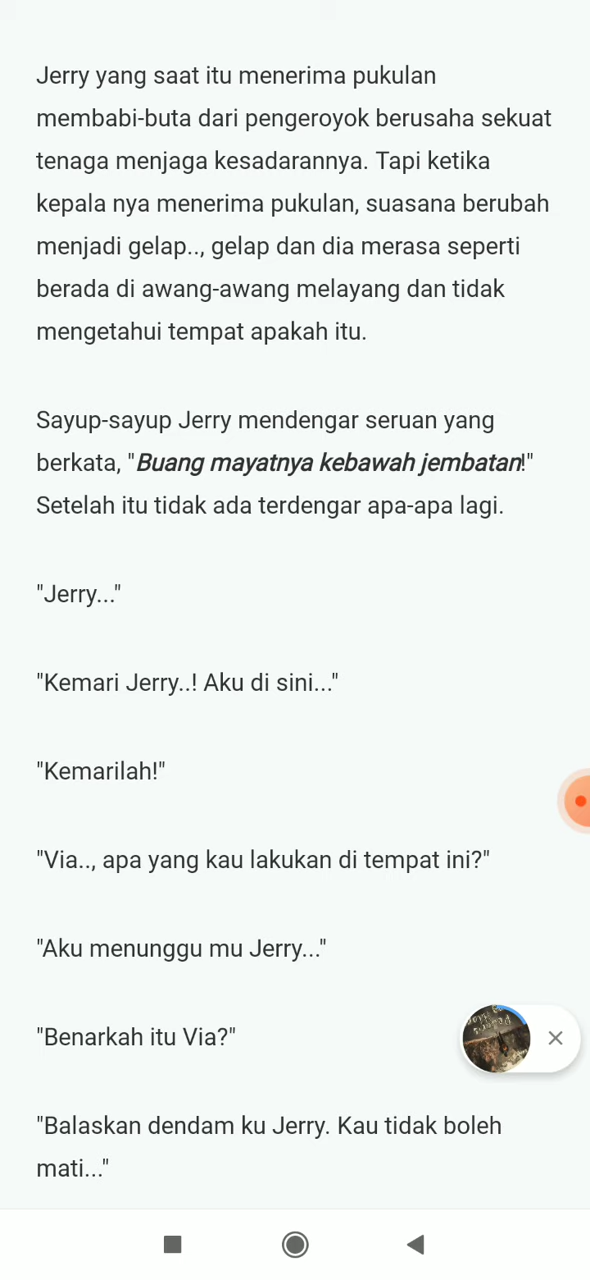 Jerry yang saat itu menerima pukulan
membabi-buta dari pengeroyok berusaha sekuat
tenaga menjaga kesadarannya. Tapi ketika
kepala nya menerima pukulan, suasana berubah
menjadi gelap.., gelap dan dia merasa seperti
berada di awang-awang melayang dan tidak
mengetahui tempat apakah itu.
Sayup-sayup Jerry mendengar seruan yang
berkata, "Buang mayatnya kebawah jembatan!"
Setelah itu tidak ada terdengar apa-apa lagi.
"Jerry..."
"Kemari Jerry..! Aku di sini..."
"Kemarilah!"
"Via.., apa yang kau lakukan di tempat ini?"
"Aku menunggu mu Jerry..."
"Benarkah itu Via?"
"Balaskan dendam ku Jerry. Kau tidak boleh
mati..."